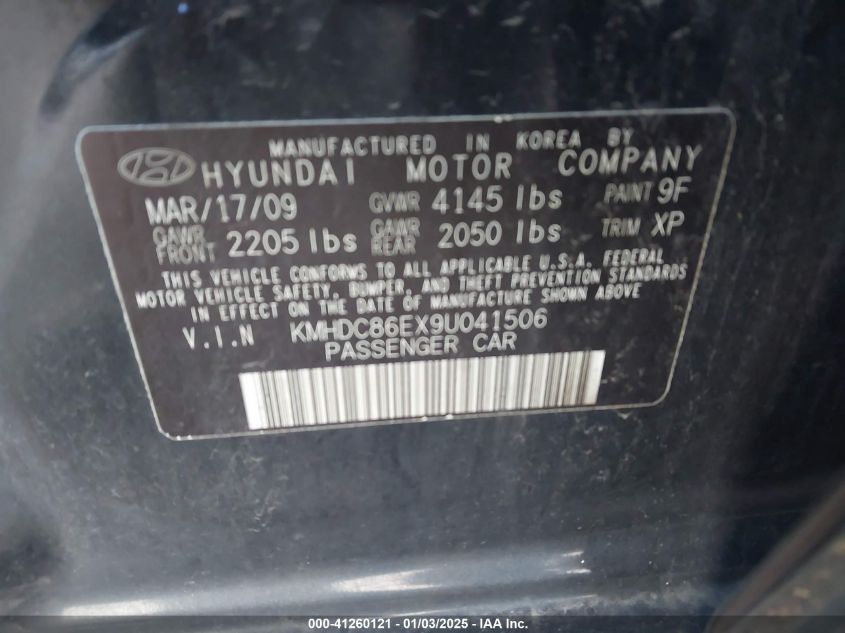 MANUFACTURED IN KOREA BY
HYUNDAI MOTOR COMPANY
MAR/17/09 GVWR 4145 lbs PAINT 9F
GAWR FRONT 2205 lbs GAWR REAR 2050 lbs TRIM XP
THIS VEHICLE CONFORMS TO ALL APPLICABLE U.S.A. FEDERAL
MOTOR VEHICLE SAFETY, BUMPER, AND THEFT PREVENTION STANDARDS
IN EFFECT ON THE DATE OF MANUFACTURE SHOWN ABOVE
V.I.N KMHDC86EX9U041506
PASSENGER CAR
000-41260121 - 01/03/2025 - IAAI.com